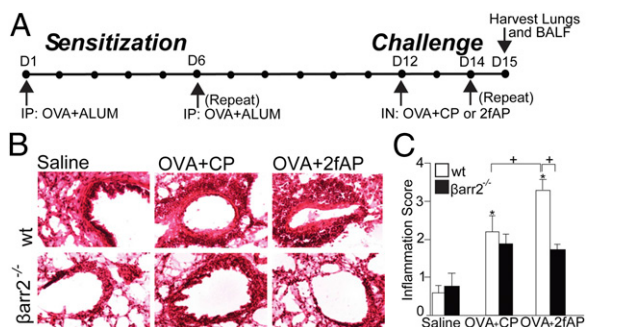 A
Sensitization
Challenge
Harvest Lungs
and BALF
D1
D6
D12
D14
D15
(Repeat)
(Repeat)
IP: OVA+ALUM
IP: OVA+ALUM
IN: OVA+CP or 2fAP
B
Saline
OVA+CP
OVA+2fAP
wt
βarr2-/-
C
Inflammation Score
4
3
2
1
0
wt
βarr2-/-
+
+
*
*
Saline
OVA+CP
OVA+2fAP